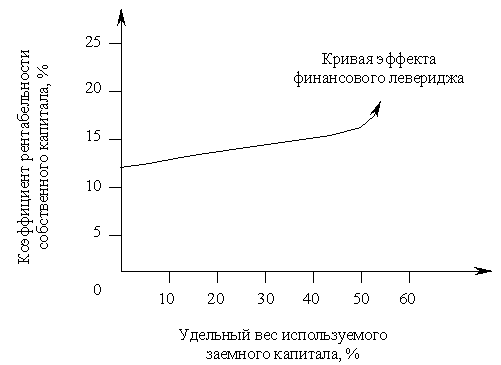 Коэффициент рентабельности
собственного капитала, %
25
20
15
10
5
0
Кривая эффекта
финансового левериджа
10 20 30 40 50 60
Удельный вес используемого
заемного капитала, %